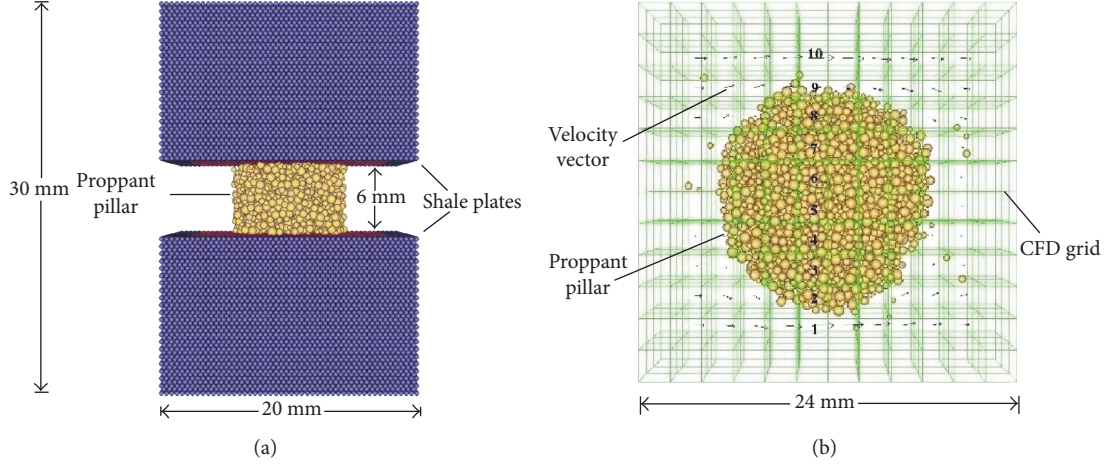 30 mm
Proppant
pillar
6 mm
Shale plates
20 mm
(a)
Velocity
vector
Proppant
pillar
10
9
8
7
6
5
4
3
2
1
CFD grid
24 mm
(b)